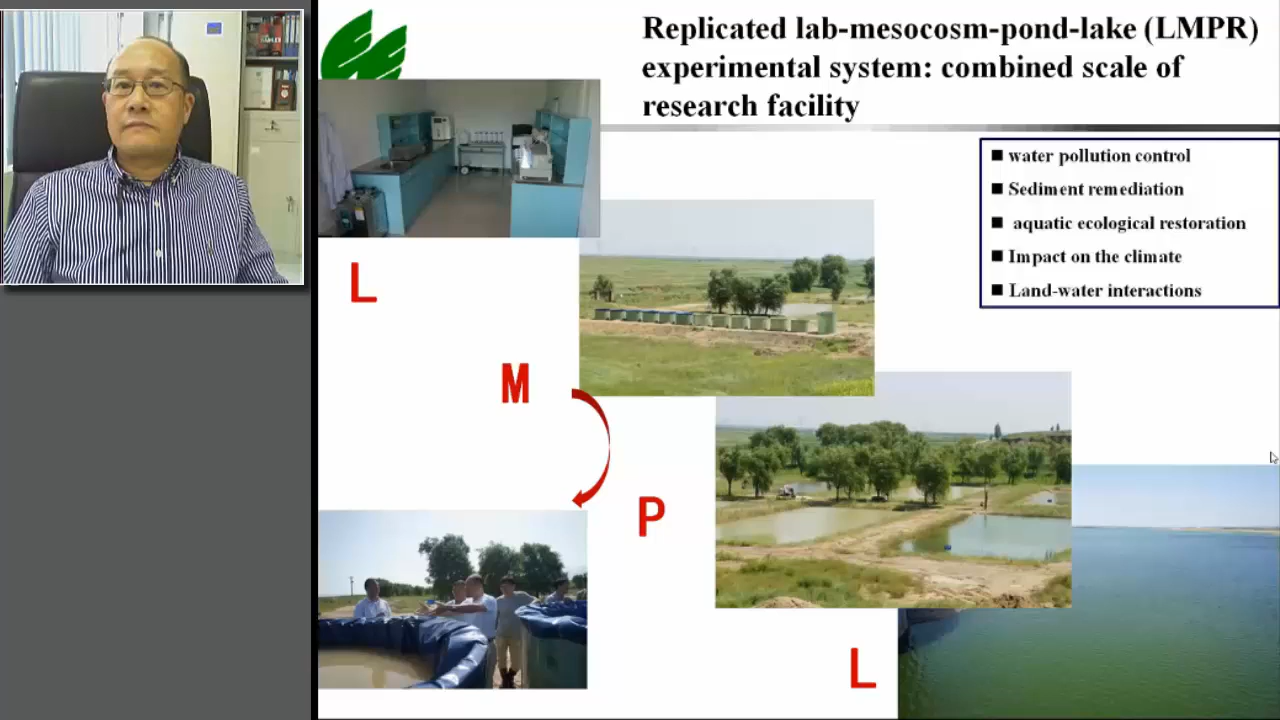 Replicated lab-mesocosm-pond-lake (LMPR)
experimental system: combined scale of
research facility
water pollution control
Sediment remediation
aquatic ecological restoration
Impact on the climate
Land-water interactions
L
M
P
L